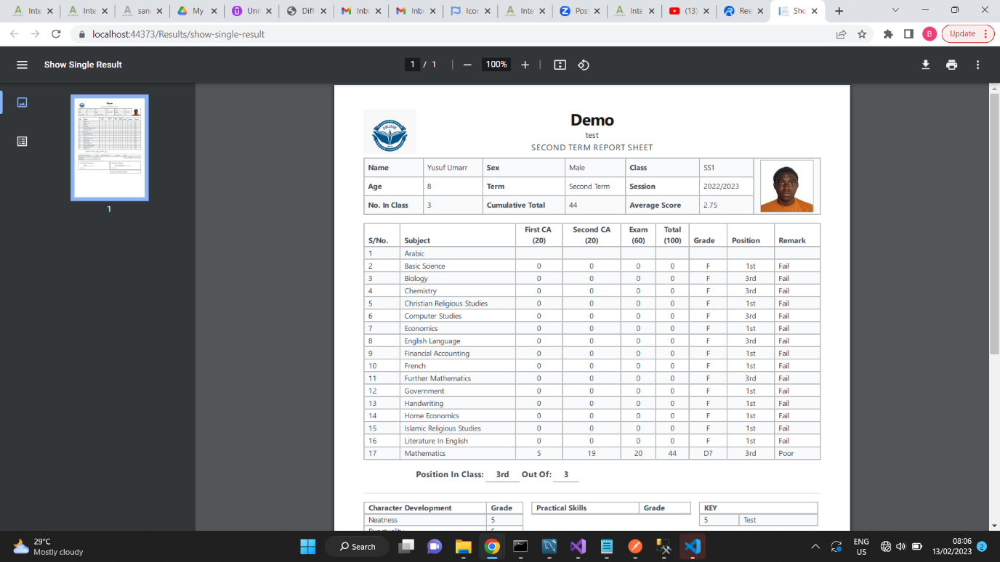 Inte
Inte
san
My
Uni
Diff
Inbo
Inb
Icor
Inte
Pos
Inte
(13)
Ree
Sho
localhost:44373/Results/show-single-result
B
Update
Show Single Result
1 / 1
100%
1
COLLEGE
Demo
test
SECOND TERM REPORT SHEET
Name Yusuf Umarr Sex Male Class SS1
Age 8 Term Second Term Session 2022/2023
No. In Class 3 Cumulative Total 44 Average Score 2.75
First CA Second CA Exam Total
S/No. Subject (20) (20) (60) (100) Grade Position Remark
1 Arabic
2 Basic Science 0 0 0 0 F 1st Fail
3 Biology 0 0 0 0 F 3rd Fail
4 Chemistry 0 0 0 0 F 3rd Fail
5 Christian Religious Studies 0 0 0 0 F 1st Fail
6 Computer Studies 0 0 0 0 F 3rd Fail
7 Economics 0 0 0 0 F 1st Fail
8 English Language 0 0 0 0 F 3rd Fail
9 Financial Accounting 0 0 0 0 F 1st Fail
10 French 0 0 0 0 F 1st Fail
11 Further Mathematics 0 0 0 0 F 3rd Fail
12 Government 0 0 0 0 F 1st Fail
13 Handwriting 0 0 0 0 F 1st Fail
14 Home Economics 0 0 0 0 F 1st Fail
15 Islamic Religious Studies 0 0 0 0 F 1st Fail
16 Literature In English 0 0 0 0 F 1st Fail
17 Mathematics 5 19 20 44 D7 3rd Poor
Position In Class: 3rd Out Of: 3
Character Development Grade Practical Skills Grade KEY
Neatness 5 5 Test
29°C
Mostly cloudy
Search
ENG
US
08:06
13/02/2023
2